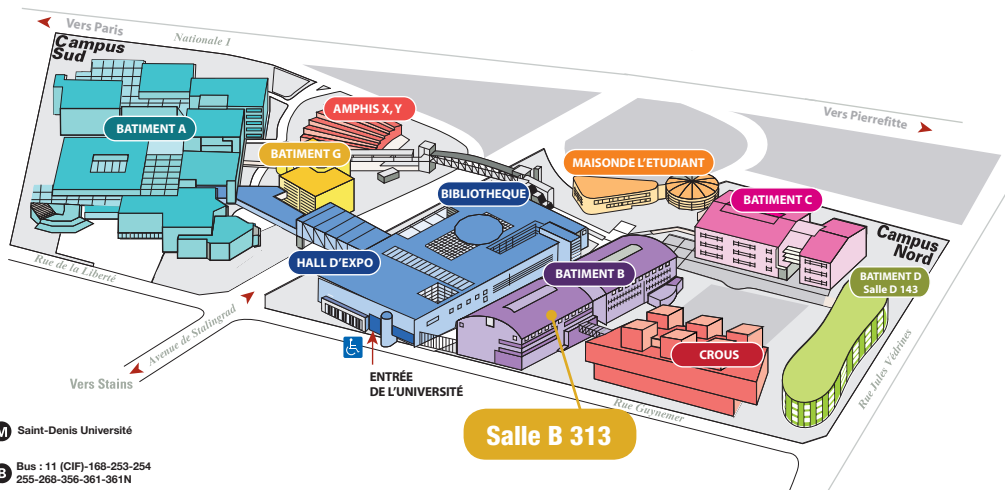 Vers Paris
Nationale 1
Campus
Sud
AMPHIS X, Y
Vers Pierrefitte
BATIMENT A
BATIMENT G
MAISONDE L'ETUDIANT
BIBLIOTHEQUE
BATIMENT C
Campus
Nord
HALL D'EXPO
BATIMENT B
BATIMENT D
Salle D 143
Rue de la Liberté
Avenue de Stalingrad
CROUS
Rue Jules Védrines
Vers Stains
ENTRÉE
DE L'UNIVERSITÉ
Rue Guynemer
Salle B 313
M Saint-Denis Université
B Bus : 11 (CIF)-168-253-254
255-268-356-361-361N